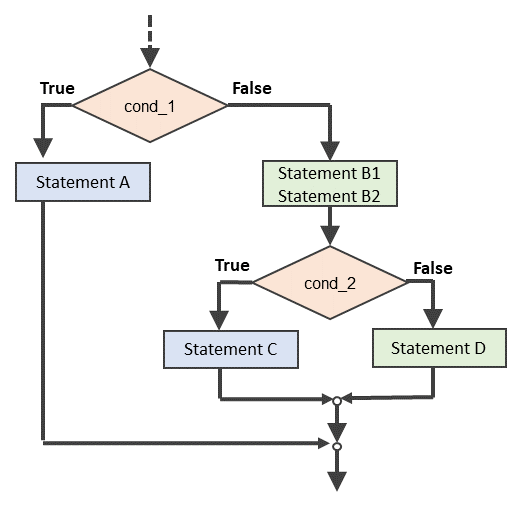 True
False
cond_1
Statement A
Statement B1
Statement B2
True
False
cond_2
Statement C
Statement D